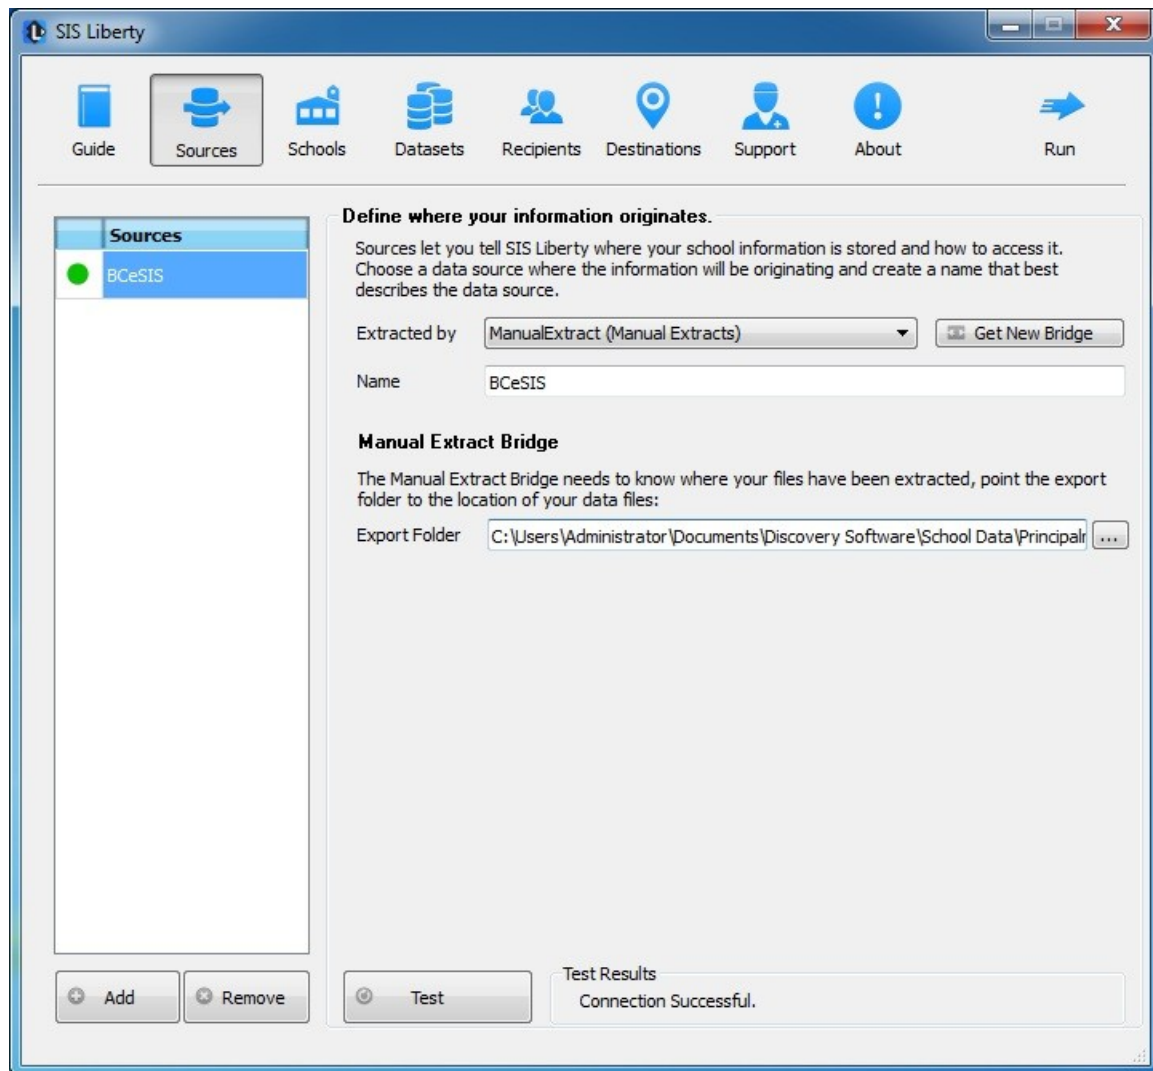 SIS Liberty
Guide
Sources
Schools
Datasets
Recipients
Destinations
Support
About
Run
Sources
BCeSIS
Define where your information originates.
Sources let you tell SIS Liberty where your school information is stored and how to access it.
Choose a data source where the information will be originating and create a name that best
describes the data source.
Extracted by
ManualExtract (Manual Extracts)
Get New Bridge
Name
BCeSIS
Manual Extract Bridge
The Manual Extract Bridge needs to know where your files have been extracted, point the export
folder to the location of your data files:
Export Folder
C:\Users\Administrator\Documents\Discovery Software\School Data\Principalr
...
Add
Remove
Test
Test Results
Connection Successful.